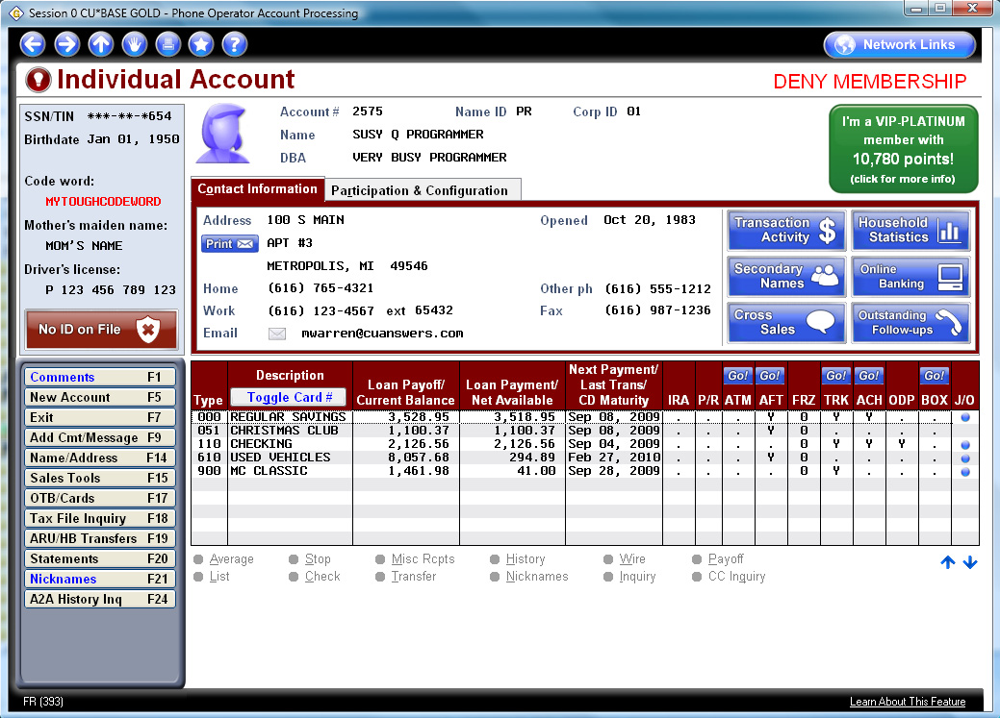 Session 0 CU*BASE GOLD - Phone Operator Account Processing
Network Links
Individual Account
DENY MEMBERSHIP
SSN/TIN ***-**-*654
Birthdate Jan 01, 1950
Code word:
MYTOUGHCODEWORD
Mother's maiden name:
MOM'S NAME
Driver's license:
P 123 456 789 123
No ID on File
Account # 2575 Name ID PR Corp ID 01
Name SUSY Q PROGRAMMER
DBA VERY BUSY PROGRAMMER
I'm a VIP-PLATINUM
member with
10,780 points!
(click for more info)
Contact Information Participation & Configuration
Address 100 S MAIN Opened Oct 20, 1983
Print APT #3
METROPOLIS, MI 49546
Home (616) 765-4321 Other ph (616) 555-1212
Work (616) 123-4567 ext 65432 Fax (616) 987-1236
Email mwarren@cuanswers.com
Transaction
Activity $
Household
Statistics
Secondary
Names
Online
Banking
Cross
Sales
Outstanding
Follow-ups
Comments F1
New Account F5
Exit F7
Add Cmt/Message F9
Name/Address F14
Sales Tools F15
OTB/Cards F17
Tax File Inquiry F18
ARU/HB Transfers F19
Statements F20
Nicknames F21
A2A History Inq F24
Type Description Toggle Card # Loan Payoff/ Current Balance Loan Payment/ Net Available Next Payment/ Last Trans/ CD Maturity IRA P/R Go! ATM Go! AFT FRZ Go! TRK Go! ACH ODP Go! BOX J/O
000 REGULAR SAVINGS 3,528.95 3,518.95 Sep 08, 2009 . . . Y 0 Y Y . .
051 CHRISTMAS CLUB 1,100.37 1,100.37 Sep 08, 2009 . . . Y 0 . . . .
110 CHECKING 2,126.56 2,126.56 Sep 04, 2009 . . . . 0 Y Y Y .
610 USED VEHICLES 8,057.68 294.89 Feb 27, 2010 . . . Y 0 . . . .
900 MC CLASSIC 1,461.98 41.00 Sep 28, 2009 . . . . 0 Y . . .
Average Stop Misc Rcpts History Wire Payoff
List Check Transfer Nicknames Inquiry CC Inquiry
FR (393)
Learn About This Feature